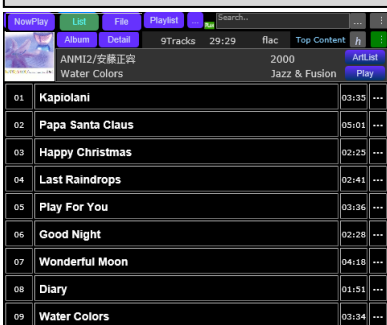 NowPlay List File Playlist ... Search.. ...
Album Detail 9Tracks 29:29 flac Top Content h
ANMI2/安藤正容 2000 ArtList
Water Colors Jazz & Fusion Play
01 Kapiolani 03:35 ...
02 Papa Santa Claus 05:01 ...
03 Happy Christmas 02:25 ...
04 Last Raindrops 02:41 ...
05 Play For You 03:36 ...
06 Good Night 02:28 ...
07 Wonderful Moon 04:18 ...
08 Diary 01:51 ...
09 Water Colors 03:34 ...